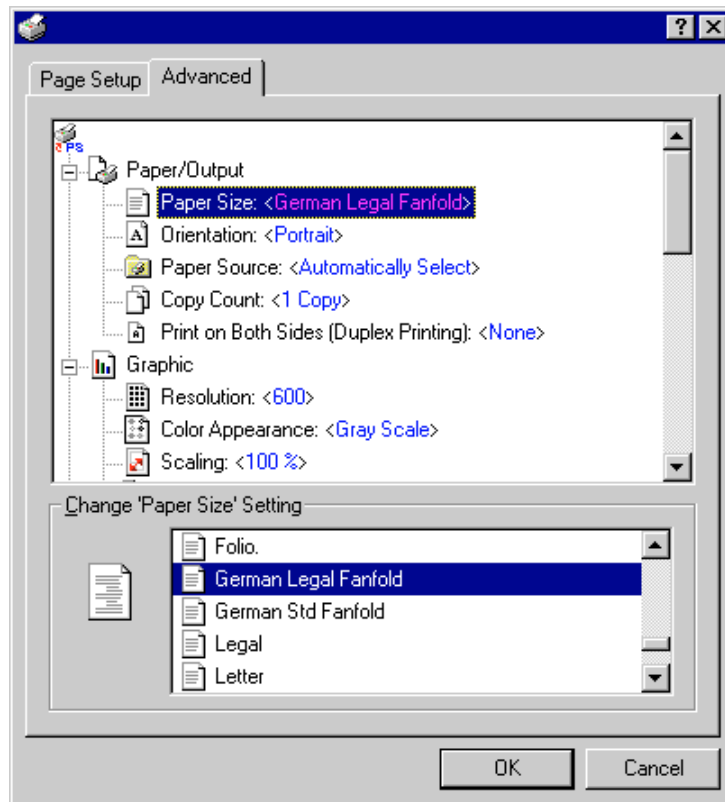 Page Setup
Advanced
PS
Paper/Output
Paper Size: <German Legal Fanfold>
Orientation: <Portrait>
Paper Source: <Automatically Select>
Copy Count: <1 Copy>
Print on Both Sides (Duplex Printing): <None>
Graphic
Resolution: <600>
Color Appearance: <Gray Scale>
Scaling: <100 %>
Change 'Paper Size' Setting
Folio.
German Legal Fanfold
German Std Fanfold
Legal
Letter
OK
Cancel